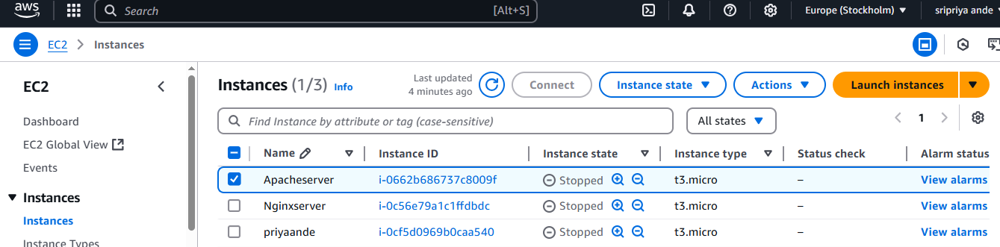 aws
Search [Alt+S] Europe (Stockholm) sripriya ande
EC2 Instances
EC2
Dashboard
EC2 Global View
Events
Instances
Instances
Instance Types
Instances (1/3) Info
Last updated
4 minutes ago
Connect Instance state Actions Launch instances
Find Instance by attribute or tag (case-sensitive) All states 1
Name Instance ID Instance state Instance type Status check Alarm status
Apacheserver i-0662b686737c8009f Stopped t3.micro – View alarms
Nginxserver i-0c56e79a1c1ffdbdc Stopped t3.micro – View alarms
priyaande i-0cf5d0969b0caa540 Stopped t3.micro – View alarms